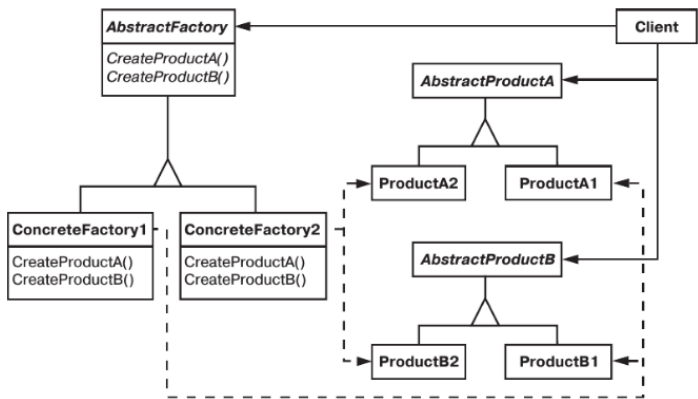 AbstractFactory
CreateProductA()
CreateProductB()
Client
AbstractProductA
ProductA2
ProductA1
ConcreteFactory1
CreateProductA()
CreateProductB()
ConcreteFactory2
CreateProductA()
CreateProductB()
AbstractProductB
ProductB2
ProductB1